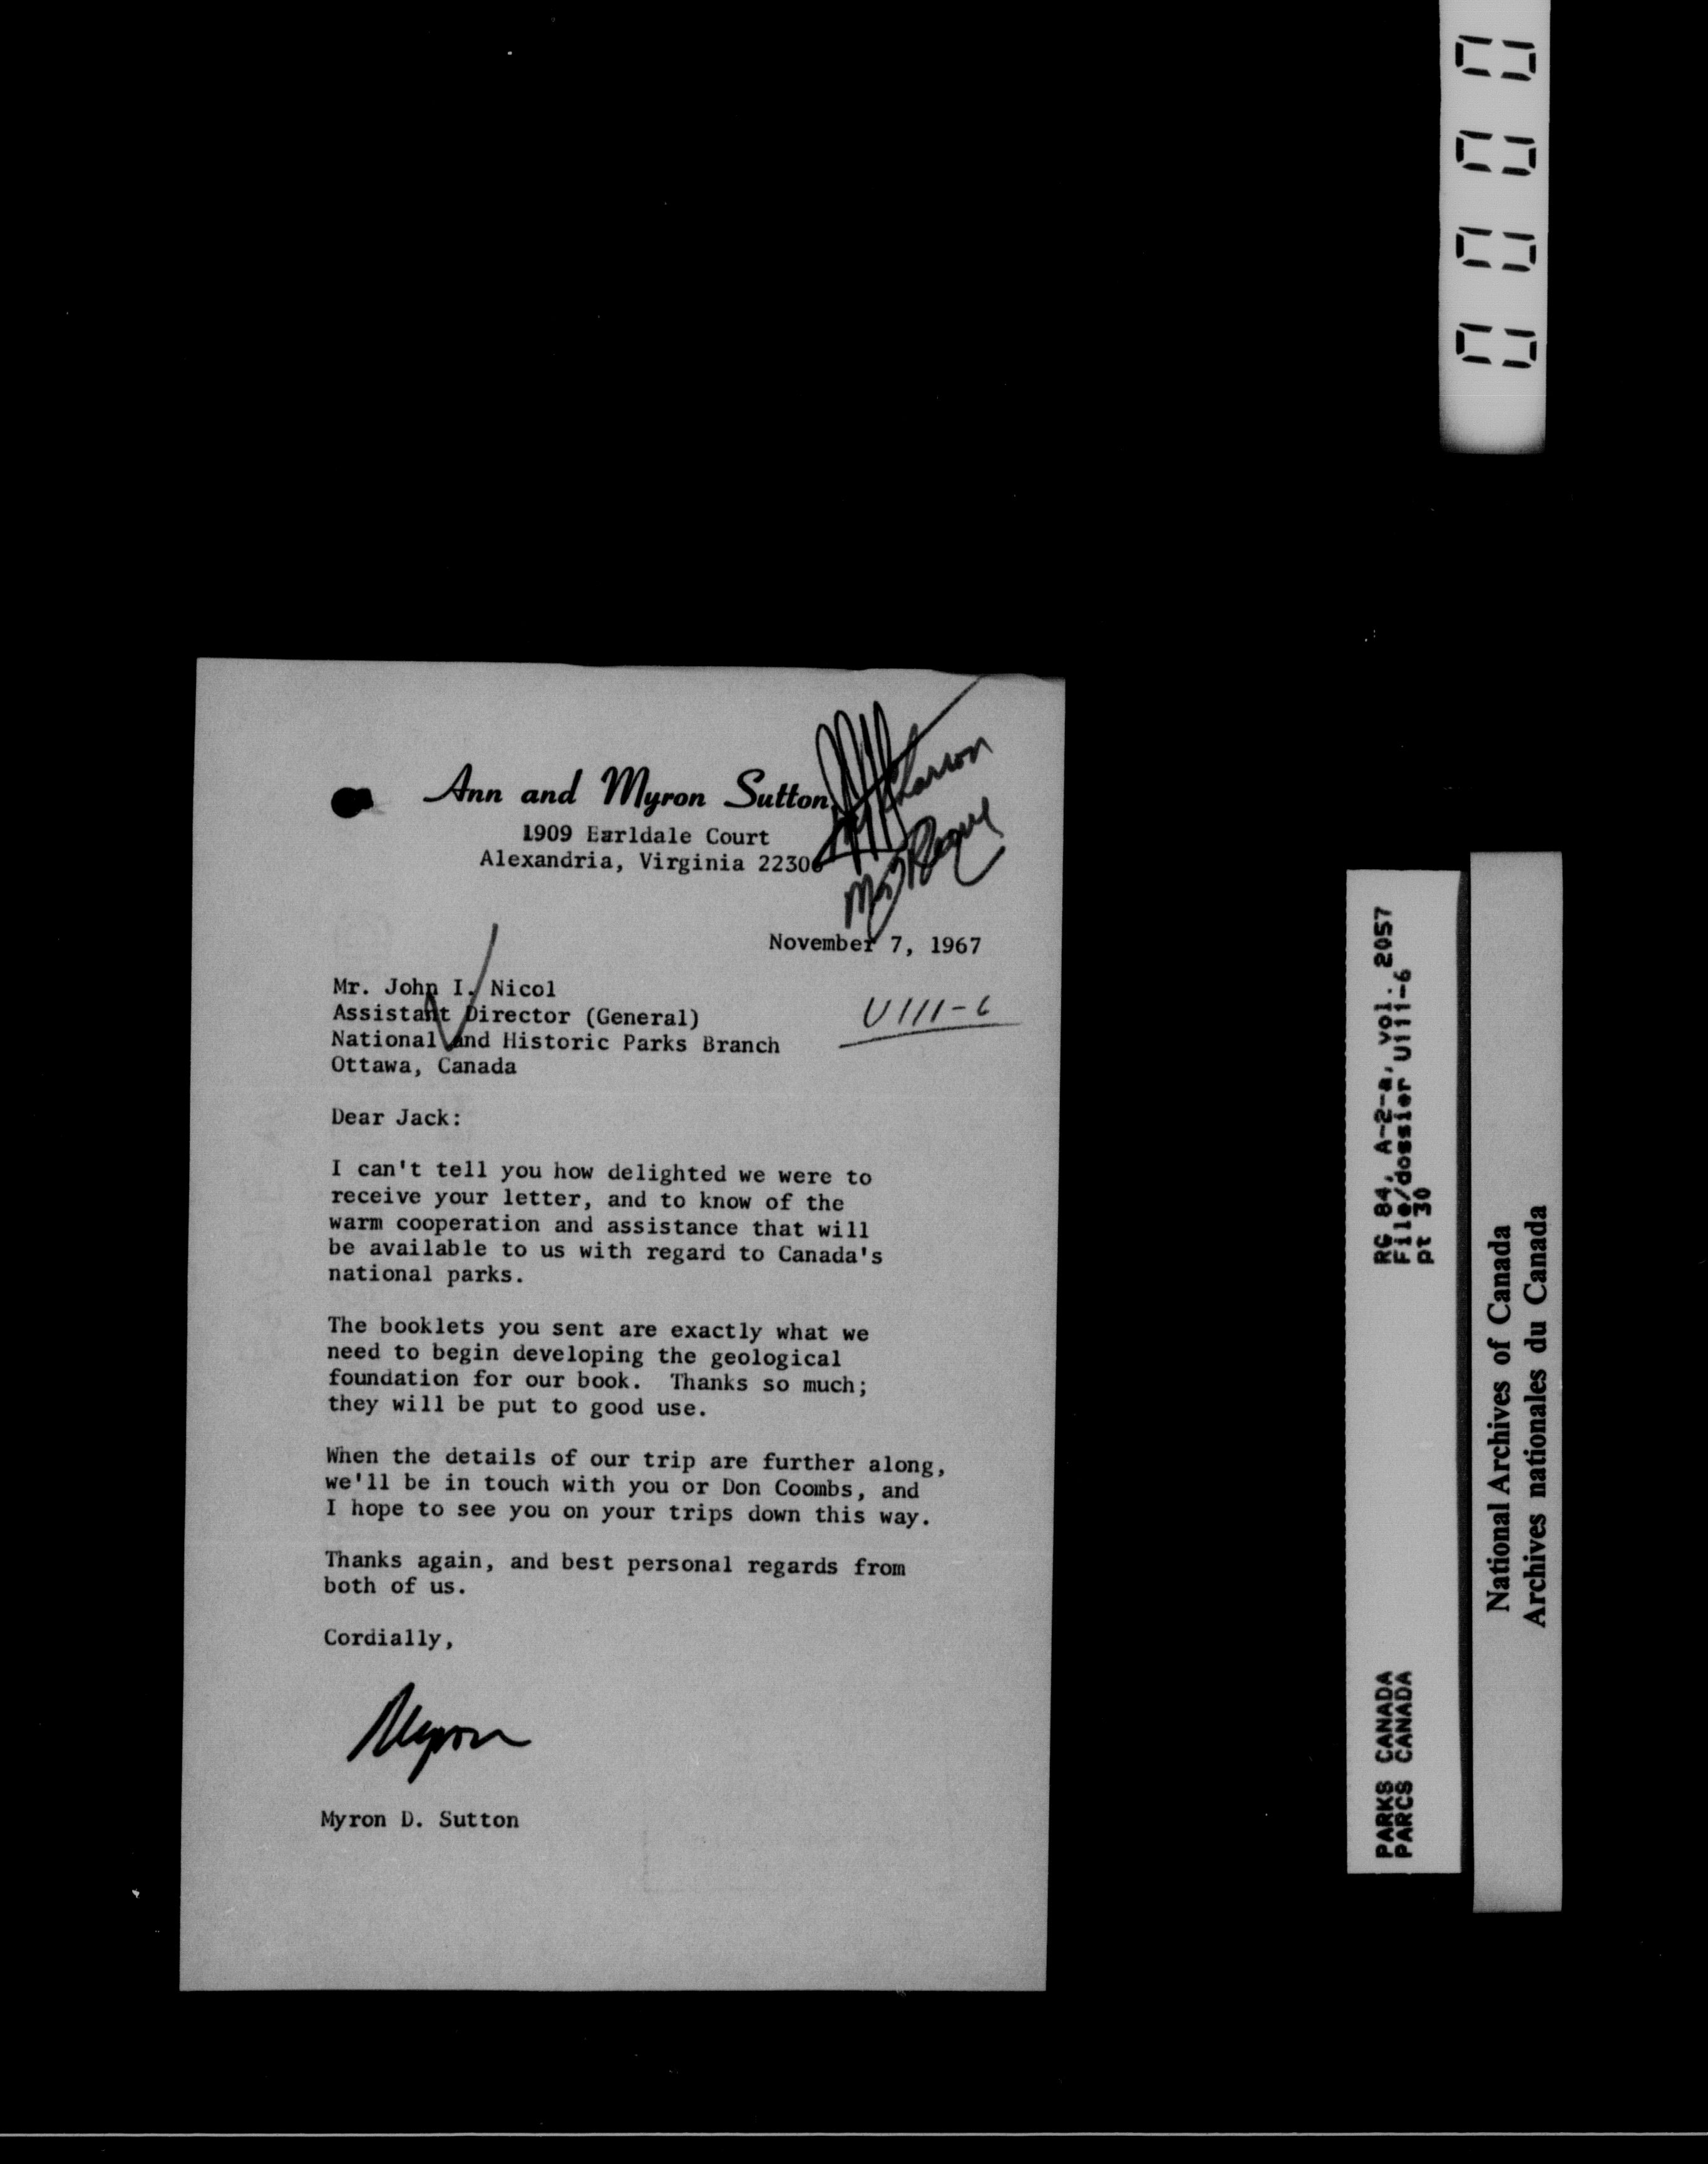 0000
Ann and Myron Sutton
1909 Earldale Court
Alexandria, Virginia 2230
November 7, 1967
Mr. John I. Nicol
Assistant Director (General)
National and Historic Parks Branch
Ottawa, Canada
U111-6
Dear Jack:
I can't tell you how delighted we were to
receive your letter, and to know of the
warm cooperation and assistance that will
be available to us with regard to Canada's
national parks.
The booklets you sent are exactly what we
need to begin developing the geological
foundation for our book. Thanks so much;
they will be put to good use.
When the details of our trip are further along,
we'll be in touch with you or Don Coombs, and
I hope to see you on your trips down this way.
Thanks again, and best personal regards from
both of us.
Cordially,
Myron
Myron D. Sutton
PARKS CANADA
PARCS CANADA
RG 84, A-2-a, vol. 2057
File/dossier U111-6
pt 30
National Archives of Canada
Archives nationales du Canada